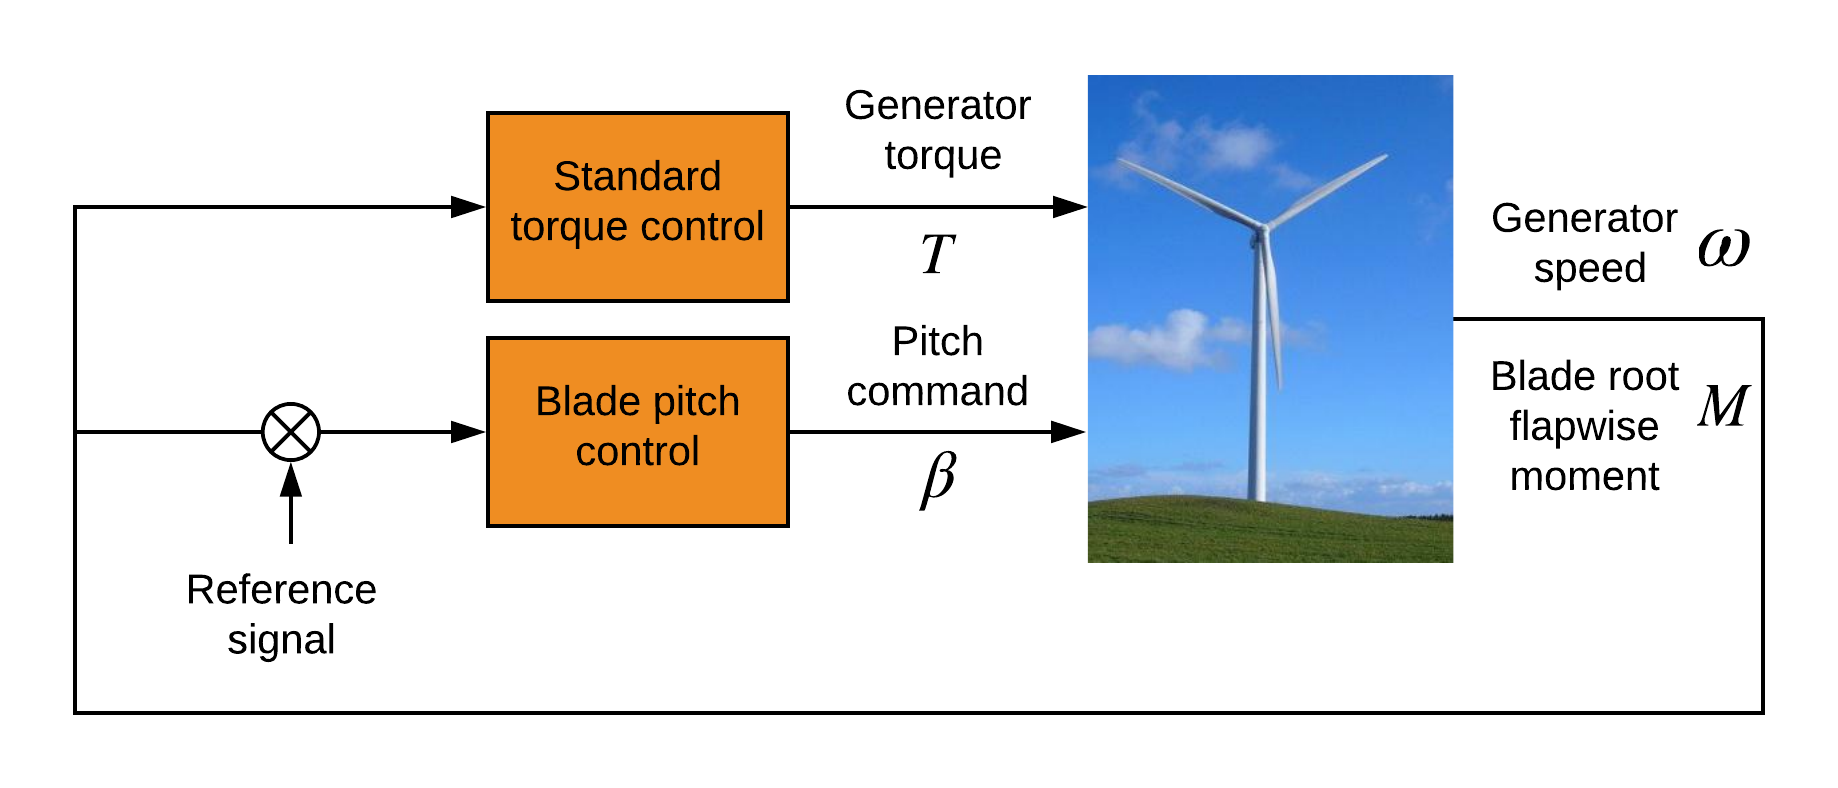 Generator
torque
Standard
torque control
T
Generator
speed
ω
Pitch
command
Blade pitch
control
β
Blade root
flapwise
moment
M
Reference
signal